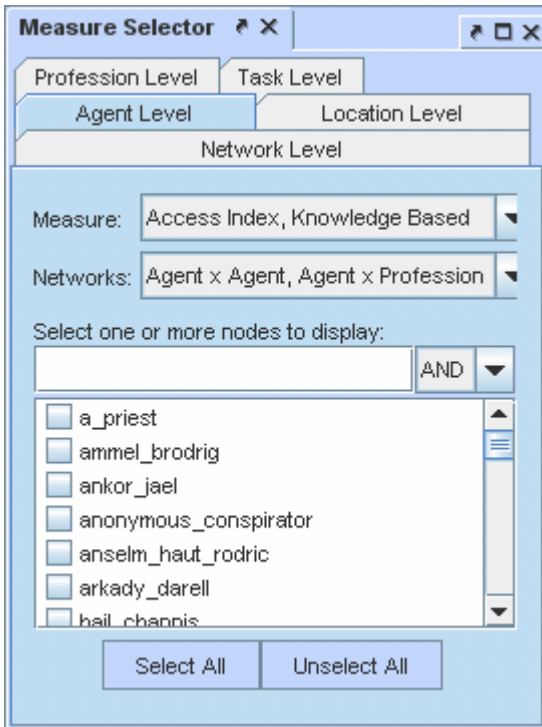 Measure Selector
Profession Level Task Level
Agent Level Location Level
Network Level
Measure: Access Index, Knowledge Based
Networks: Agent x Agent, Agent x Profession
Select one or more nodes to display:
AND
a_priest
ammel_brodrig
ankor_jael
anonymous_conspirator
anselm_haut_rodric
arkady_darell
bail_channis
Select All Unselect All